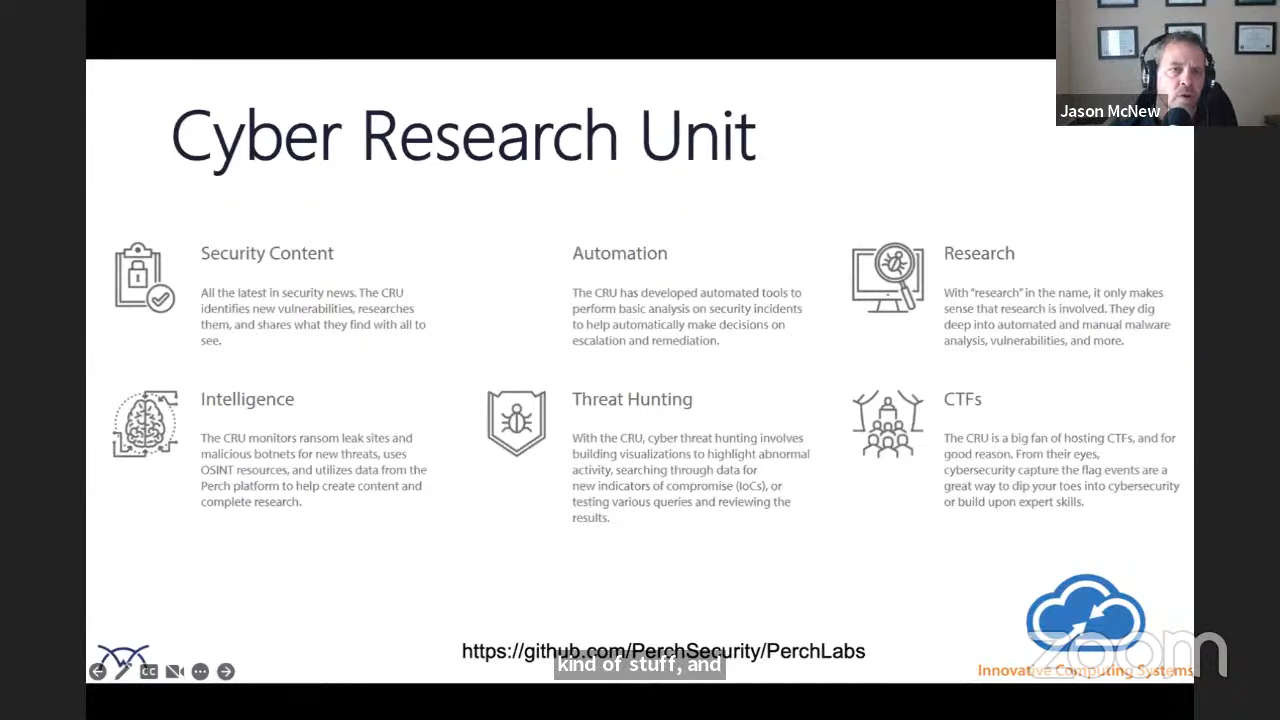 Jason McNew
Cyber Research Unit
Security Content
All the latest in security news. The CRU
identifies new vulnerabilities, researches
them, and shares what they find with all to
see.
Automation
The CRU has developed automated tools to
perform basic analysis on security incidents
to help automatically make decisions on
escalation and remediation.
Research
With “research” in the name, it only makes
sense that research is involved. They dig
deep into automated and manual malware
analysis, vulnerabilities, and more.
Intelligence
The CRU monitors ransom leak sites and
malicious botnets for new threats, uses
OSINT resources, and utilizes data from the
Perch platform to help create content and
complete research.
Threat Hunting
With the CRU, cyber threat hunting involves
building visualizations to highlight abnormal
activity, searching through data for
new indicators of compromise (IoCs), or
testing various queries and reviewing the
results.
CTFs
The CRU is a big fan of hosting CTFs, and for
good reason. From their eyes,
cybersecurity capture the flag events are a
great way to dip your toes into cybersecurity
or build upon expert skills.
https://github.com/PerchSecurity/PerchLabs
kind of stuff, and
CC
zoom
Innovative Computing Systems